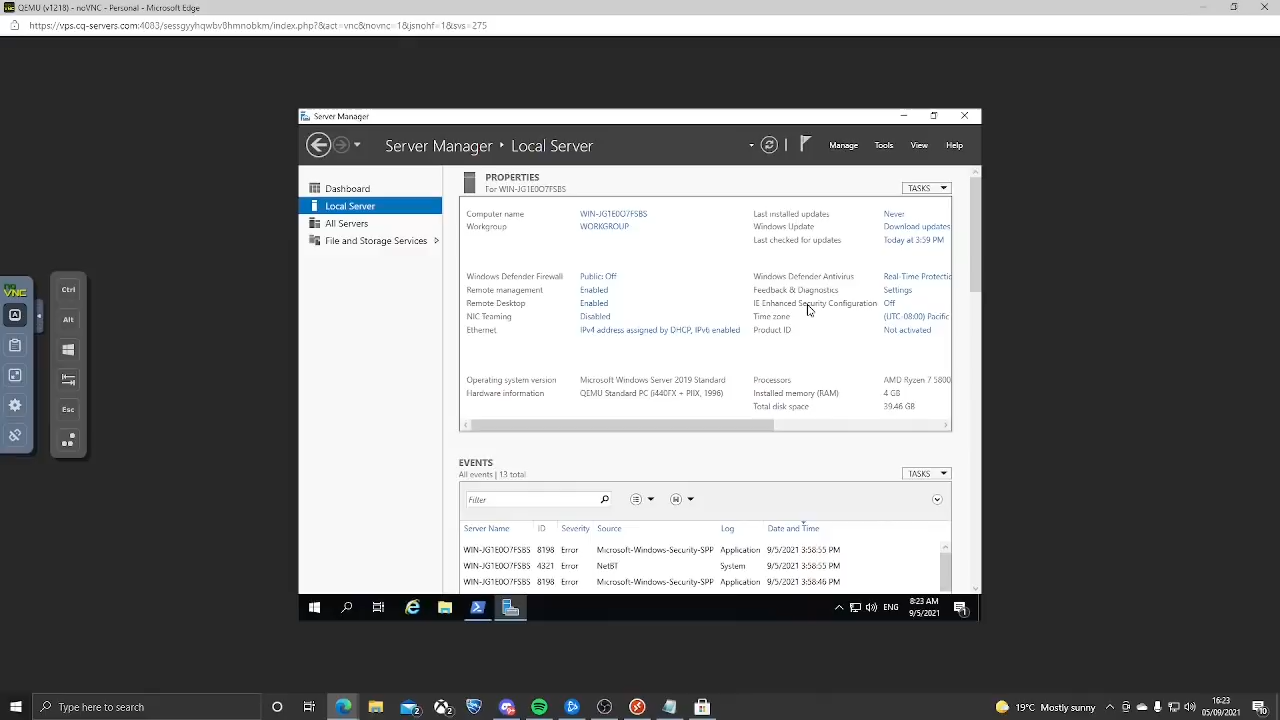 QEMU (v1218) - noVNC - Personal - Microsoft Edge
https://vps.cq-servers.com:4083/sessgyyhqwbv8hmnobkm/index.php?&act=vnc&novnc=1&jsnohf=1&svs=275
Server Manager
Server Manager ‣ Local Server
Manage Tools View Help
Dashboard
Local Server
All Servers
File and Storage Services
PROPERTIES
For WIN-JG1E0O7FSBS
TASKS
Computer name WIN-JG1E0O7FSBS Last installed updates Never
Workgroup WORKGROUP Windows Update Download updates
Last checked for updates Today at 3:59 PM
Windows Defender Firewall Public: Off Windows Defender Antivirus Real-Time Protectic
Remote management Enabled Feedback & Diagnostics Settings
Remote Desktop Enabled IE Enhanced Security Configuration Off
NIC Teaming Disabled Time zone (UTC-08:00) Pacific
Ethernet IPv4 address assigned by DHCP, IPv6 enabled Product ID Not activated
Operating system version Microsoft Windows Server 2019 Standard Processors AMD Ryzen 7 5800
Hardware information QEMU Standard PC (i440FX + PIIX, 1996) Installed memory (RAM) 4 GB
Total disk space 39.46 GB
EVENTS
All events | 13 total
TASKS
Filter
Server Name ID Severity Source Log Date and Time
WIN-JG1E0O7FSBS 8198 Error Microsoft-Windows-Security-SPP Application 9/5/2021 3:58:55 PM
WIN-JG1E0O7FSBS 4321 Error NetBT System 9/5/2021 3:58:55 PM
WIN-JG1E0O7FSBS 8198 Error Microsoft-Windows-Security-SPP Application 9/5/2021 3:58:46 PM
VNC
A
Ctrl
Alt
Esc
ENG
8:23 AM
9/5/2021
1
Type here to search
19°C Mostly sunny
16:23
05/09/2021